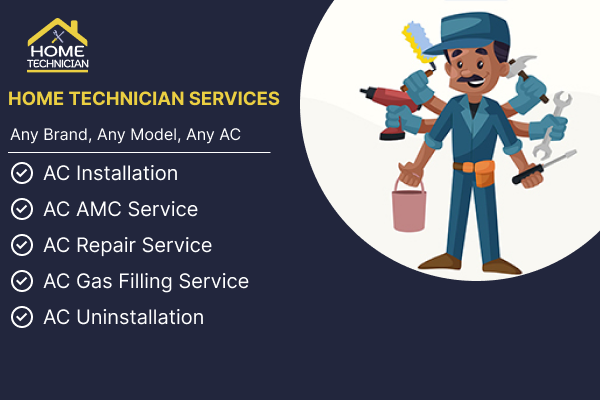 HOME
TECHNICIAN
HOME TECHNICIAN SERVICES
Any Brand, Any Model, Any AC
AC Installation
AC AMC Service
AC Repair Service
AC Gas Filling Service
AC Uninstallation